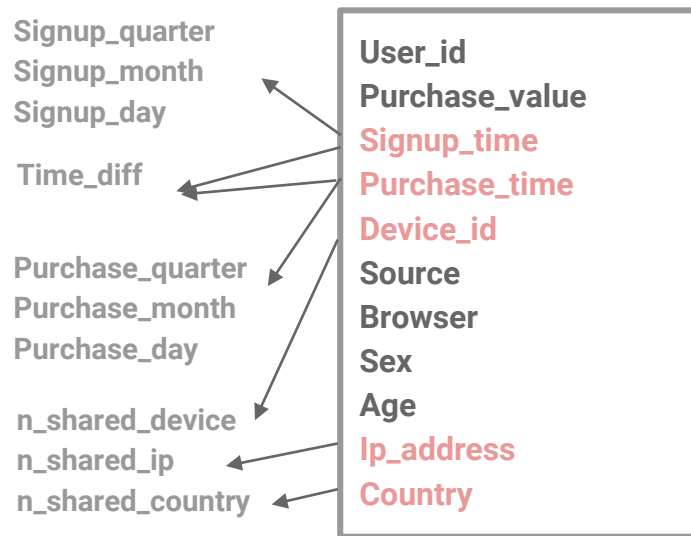 Signup_quarter
Signup_month
Signup_day
Time_diff
Purchase_quarter
Purchase_month
Purchase_day
n_shared_device
n_shared_ip
n_shared_country
User_id
Purchase_value
Signup_time
Purchase_time
Device_id
Source
Browser
Sex
Age
Ip_address
Country